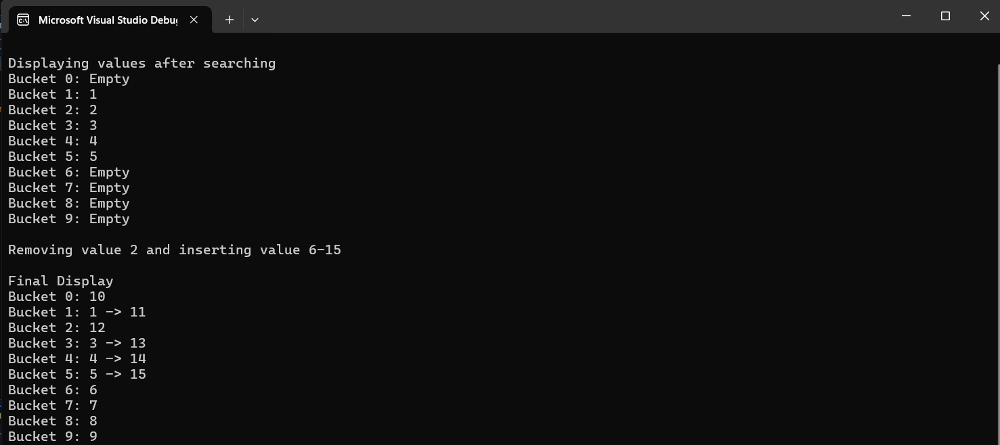 Microsoft Visual Studio Debug
Displaying values after searching
Bucket 0: Empty
Bucket 1: 1
Bucket 2: 2
Bucket 3: 3
Bucket 4: 4
Bucket 5: 5
Bucket 6: Empty
Bucket 7: Empty
Bucket 8: Empty
Bucket 9: Empty
Removing value 2 and inserting value 6-15
Final Display
Bucket 0: 10
Bucket 1: 1 -> 11
Bucket 2: 12
Bucket 3: 3 -> 13
Bucket 4: 4 -> 14
Bucket 5: 5 -> 15
Bucket 6: 6
Bucket 7: 7
Bucket 8: 8
Bucket 9: 9